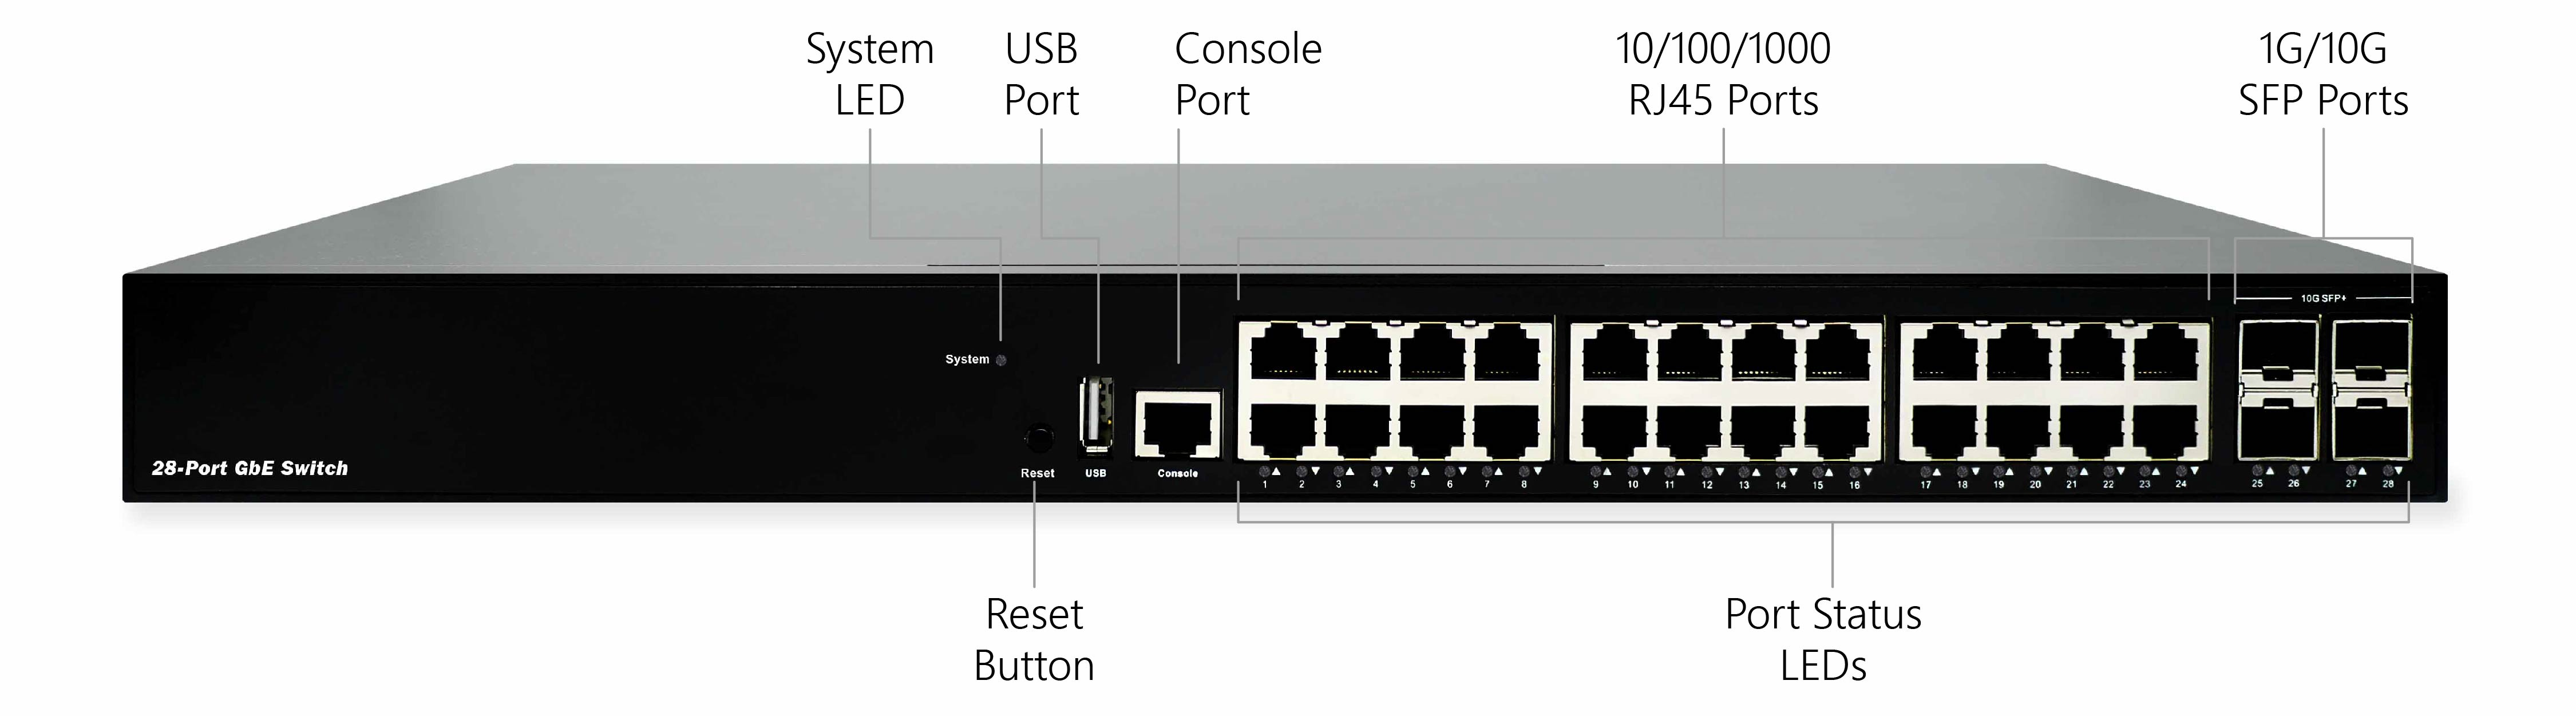 System
LED
USB
Port
Console
Port
10/100/1000
RJ45 Ports
1G/10G
SFP Ports
10G SFP+
System
28-Port GbE Switch
Reset
USB
Console
1 2 3 4 5 6 7 8
9 10 11 12 13 14 15 16
17 18 19 20 21 22 23 24
25 26
27 28
Reset
Button
Port Status
LEDs